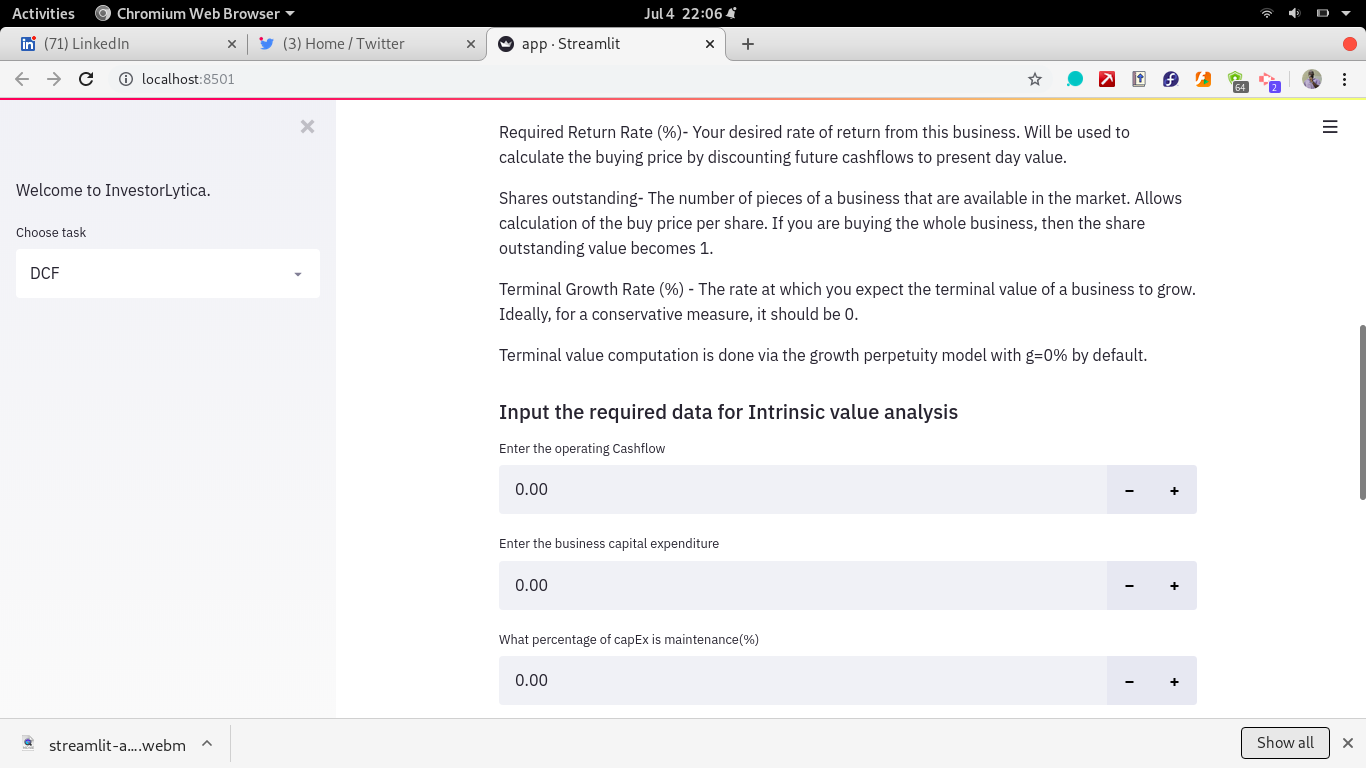 Activities Chromium Web Browser Jul 4 22:06
(71) LinkedIn (3) Home / Twitter app · Streamlit
localhost:8501 64 2
Welcome to InvestorLytica.
Choose task
DCF
Required Return Rate (%)- Your desired rate of return from this business. Will be used to
calculate the buying price by discounting future cashflows to present day value.
Shares outstanding- The number of pieces of a business that are available in the market. Allows
calculation of the buy price per share. If you are buying the whole business, then the share
outstanding value becomes 1.
Terminal Growth Rate (%) - The rate at which you expect the terminal value of a business to grow.
Ideally, for a conservative measure, it should be 0.
Terminal value computation is done via the growth perpetuity model with g=0% by default.
Input the required data for Intrinsic value analysis
Enter the operating Cashflow
0.00 − +
Enter the business capital expenditure
0.00 − +
What percentage of capEx is maintenance(%)
0.00 − +
streamlit-a....webm Show all